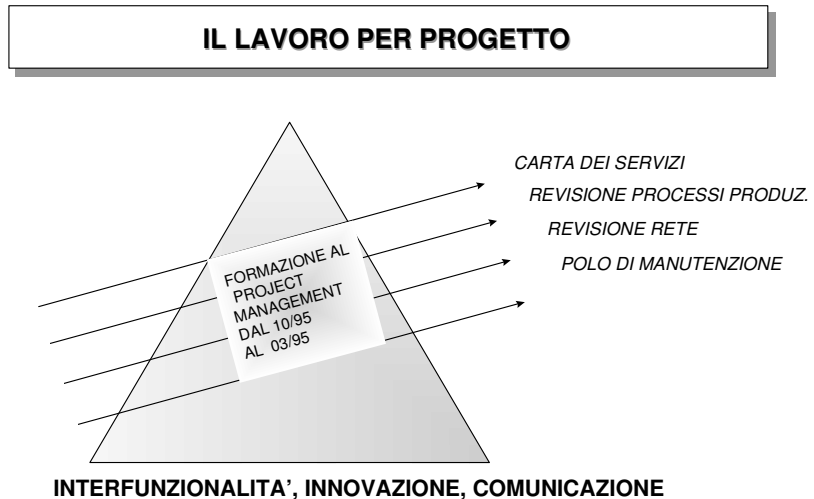 IL LAVORO PER PROGETTO
CARTA DEI SERVIZI
REVISIONE PROCESSI PRODUZ.
REVISIONE RETE
POLO DI MANUTENZIONE
FORMAZIONE AL
PROJECT
MANAGEMENT
DAL 10/95
AL 03/95
INTERFUNZIONALITA’, INNOVAZIONE, COMUNICAZIONE